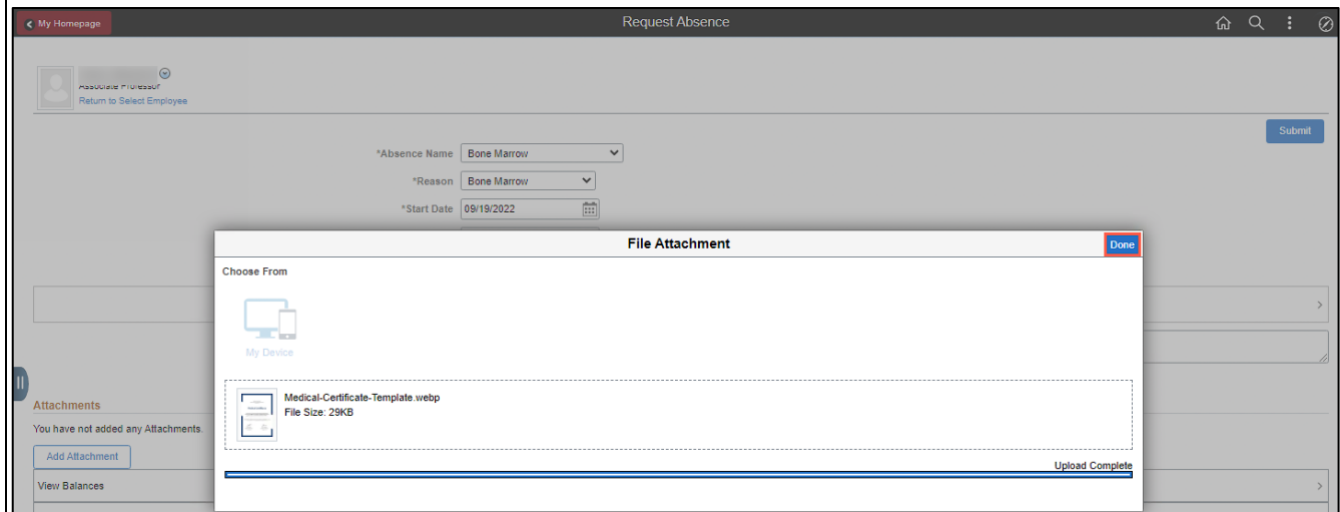 My Homepage
Request Absence
Associate Professor
Return to Select Employee
Submit
*Absence Name Bone Marrow
*Reason Bone Marrow
*Start Date 09/19/2022
File Attachment
Done
Choose From
My Device
Medical-Certificate-Template.webp
File Size: 29KB
Upload Complete
Attachments
You have not added any Attachments.
Add Attachment
View Balances